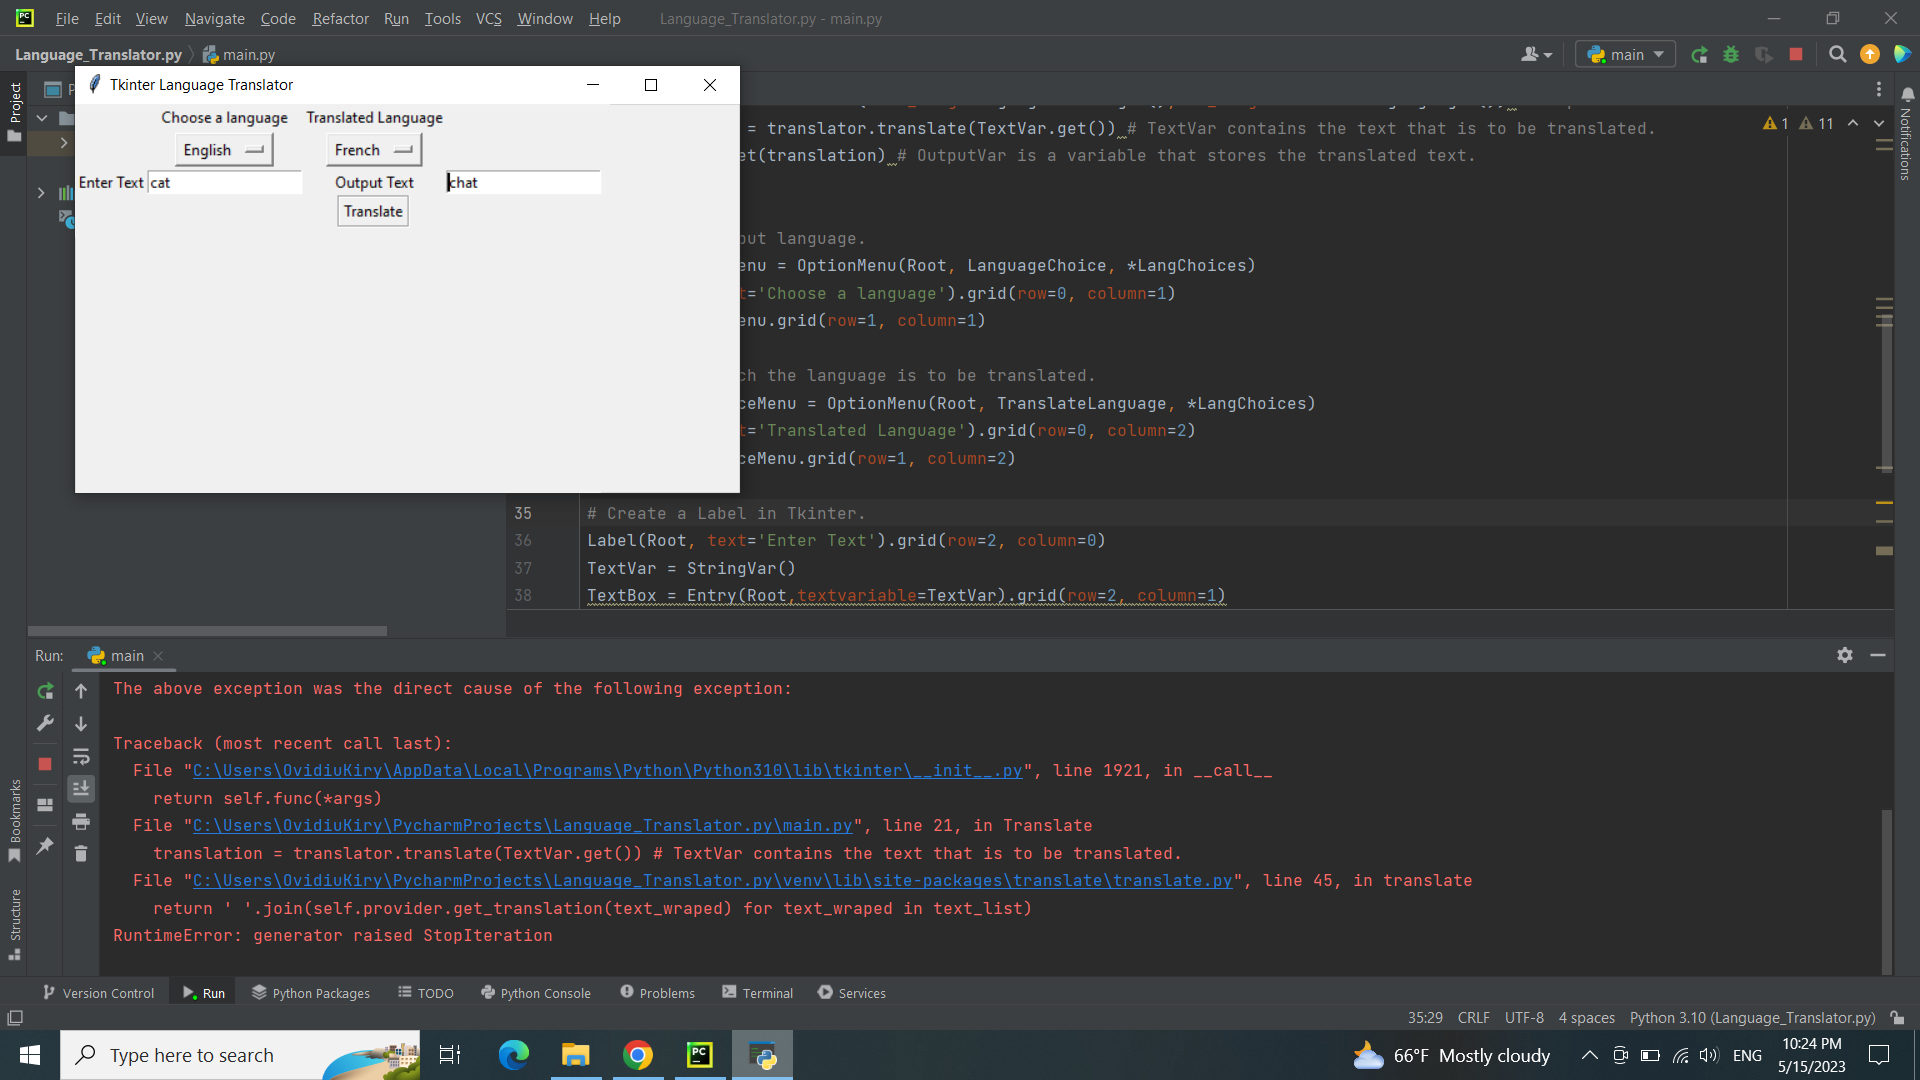 File Edit View Navigate Code Refactor Run Tools VCS Window Help Language_Translator.py - main.py
Language_Translator.py main.py main
Project
Notifications
Tkinter Language Translator
Choose a language Translated Language
English French
Enter Text cat Output Text chat
Translate
1 11
= translator.translate(TextVar.get()) # TextVar contains the text that is to be translated.
et(translation) # OutputVar is a variable that stores the translated text.
put language.
enu = OptionMenu(Root, LanguageChoice, *LangChoices)
t='Choose a language').grid(row=0, column=1)
enu.grid(row=1, column=1)
ch the language is to be translated.
ceMenu = OptionMenu(Root, TranslateLanguage, *LangChoices)
t='Translated Language').grid(row=0, column=2)
ceMenu.grid(row=1, column=2)
35 # Create a Label in Tkinter.
36 Label(Root, text='Enter Text').grid(row=2, column=0)
37 TextVar = StringVar()
38 TextBox = Entry(Root,textvariable=TextVar).grid(row=2, column=1)
Run: main
The above exception was the direct cause of the following exception:
Traceback (most recent call last):
File "C:\Users\OvidiuKiry\AppData\Local\Programs\Python\Python310\lib\tkinter\__init__.py", line 1921, in __call__
return self.func(*args)
File "C:\Users\OvidiuKiry\PycharmProjects\Language_Translator.py\main.py", line 21, in Translate
translation = translator.translate(TextVar.get()) # TextVar contains the text that is to be translated.
File "C:\Users\OvidiuKiry\PycharmProjects\Language_Translator.py\venv\lib\site-packages\translate\translate.py", line 45, in translate
return ' '.join(self.provider.get_translation(text_wraped) for text_wraped in text_list)
RuntimeError: generator raised StopIteration
Bookmarks
Structure
Version Control Run Python Packages TODO Python Console Problems Terminal Services
35:29 CRLF UTF-8 4 spaces Python 3.10 (Language_Translator.py)
Type here to search
66°F Mostly cloudy ENG
10:24 PM
5/15/2023